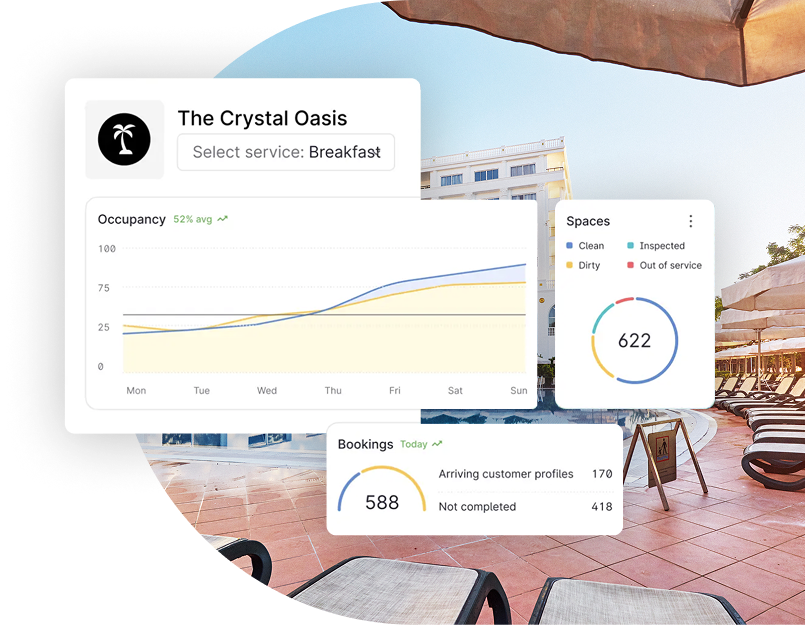 The Crystal Oasis
Select service: Breakfast
Occupancy 52% avg
100
75
25
0
Mon Tue Wed Thu Fri Sat Sun
Spaces
Clean Inspected
Dirty Out of service
622
Bookings Today
588
Arriving customer profiles 170
Not completed 418